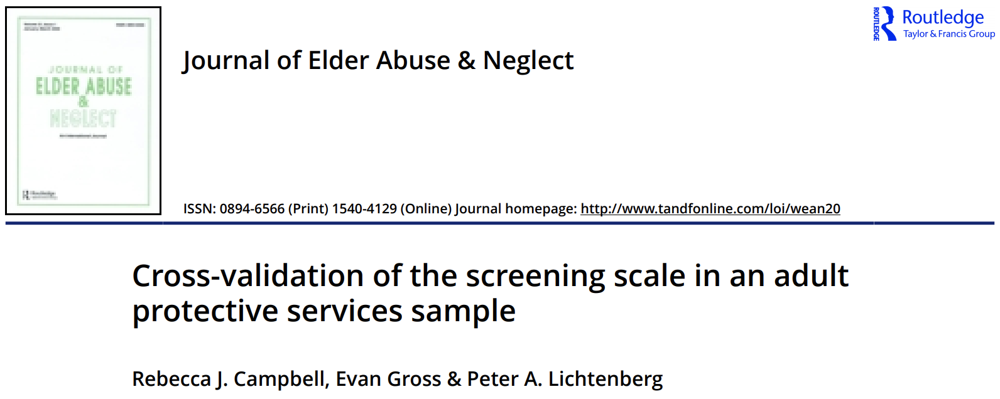 JOURNAL OF
ELDER ABUSE
&
NEGLECT
ROUTLEDGE
Routledge
Taylor & Francis Group
Journal of Elder Abuse & Neglect
ISSN: 0894-6566 (Print) 1540-4129 (Online) Journal homepage: http://www.tandfonline.com/loi/wean20
Cross-validation of the screening scale in an adult
protective services sample
Rebecca J. Campbell, Evan Gross & Peter A. Lichtenberg